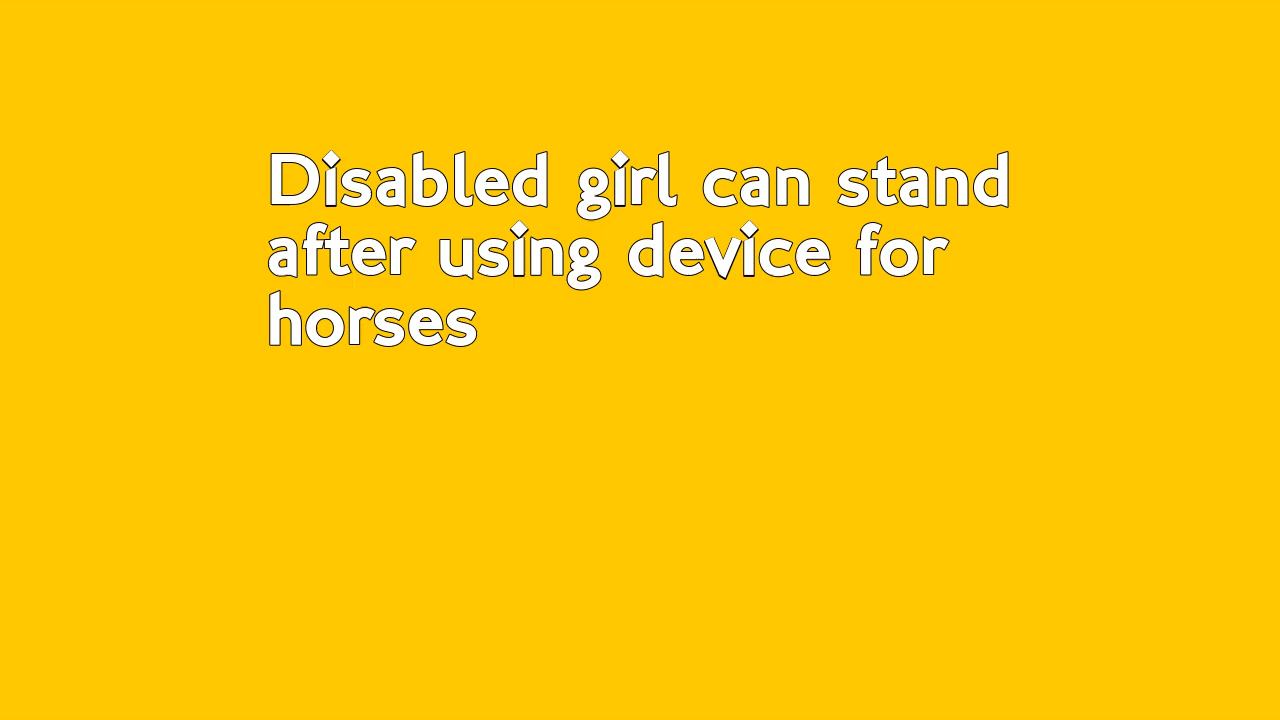 Disabled girl can stand
after using device for
horses